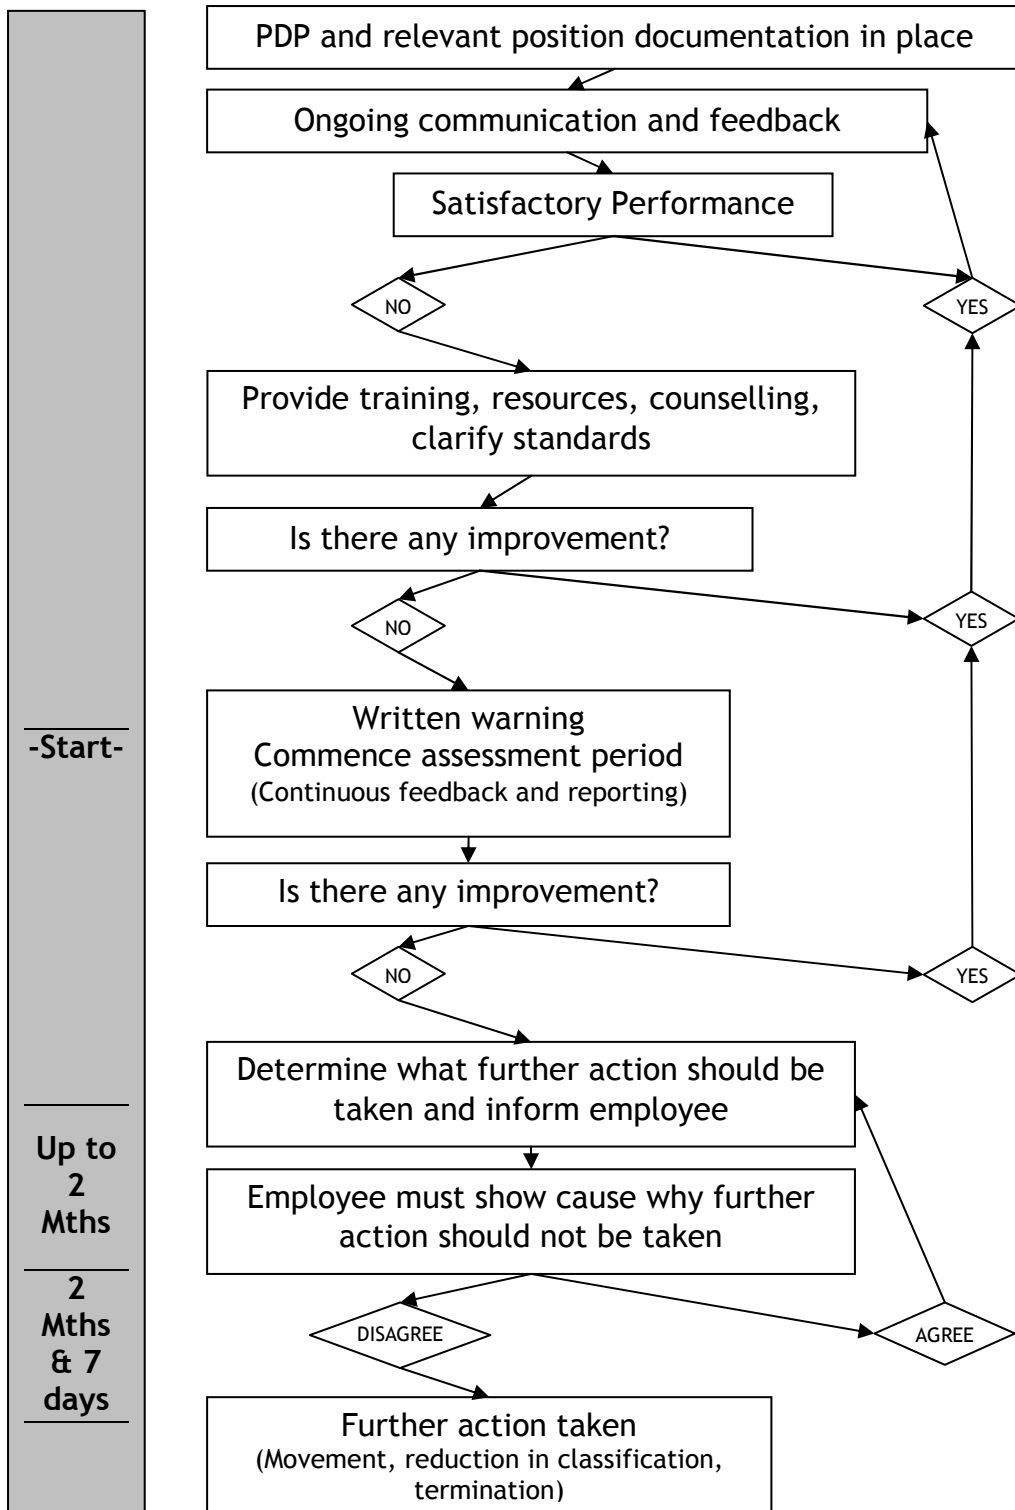 PDP and relevant position documentation in place
Ongoing communication and feedback
Satisfactory Performance
NO
YES
Provide training, resources, counselling,
clarify standards
Is there any improvement?
NO
YES
Written warning
-Start-
Commence assessment period
(Continuous feedback and reporting)
Is there any improvement?
NO
YES
Determine what further action should be
taken and inform employee
Up to
2
Mths
Employee must show cause why further
action should not be taken
2
Mths
& 7
days
DISAGREE
AGREE
Further action taken
(Movement, reduction in classification,
termination)